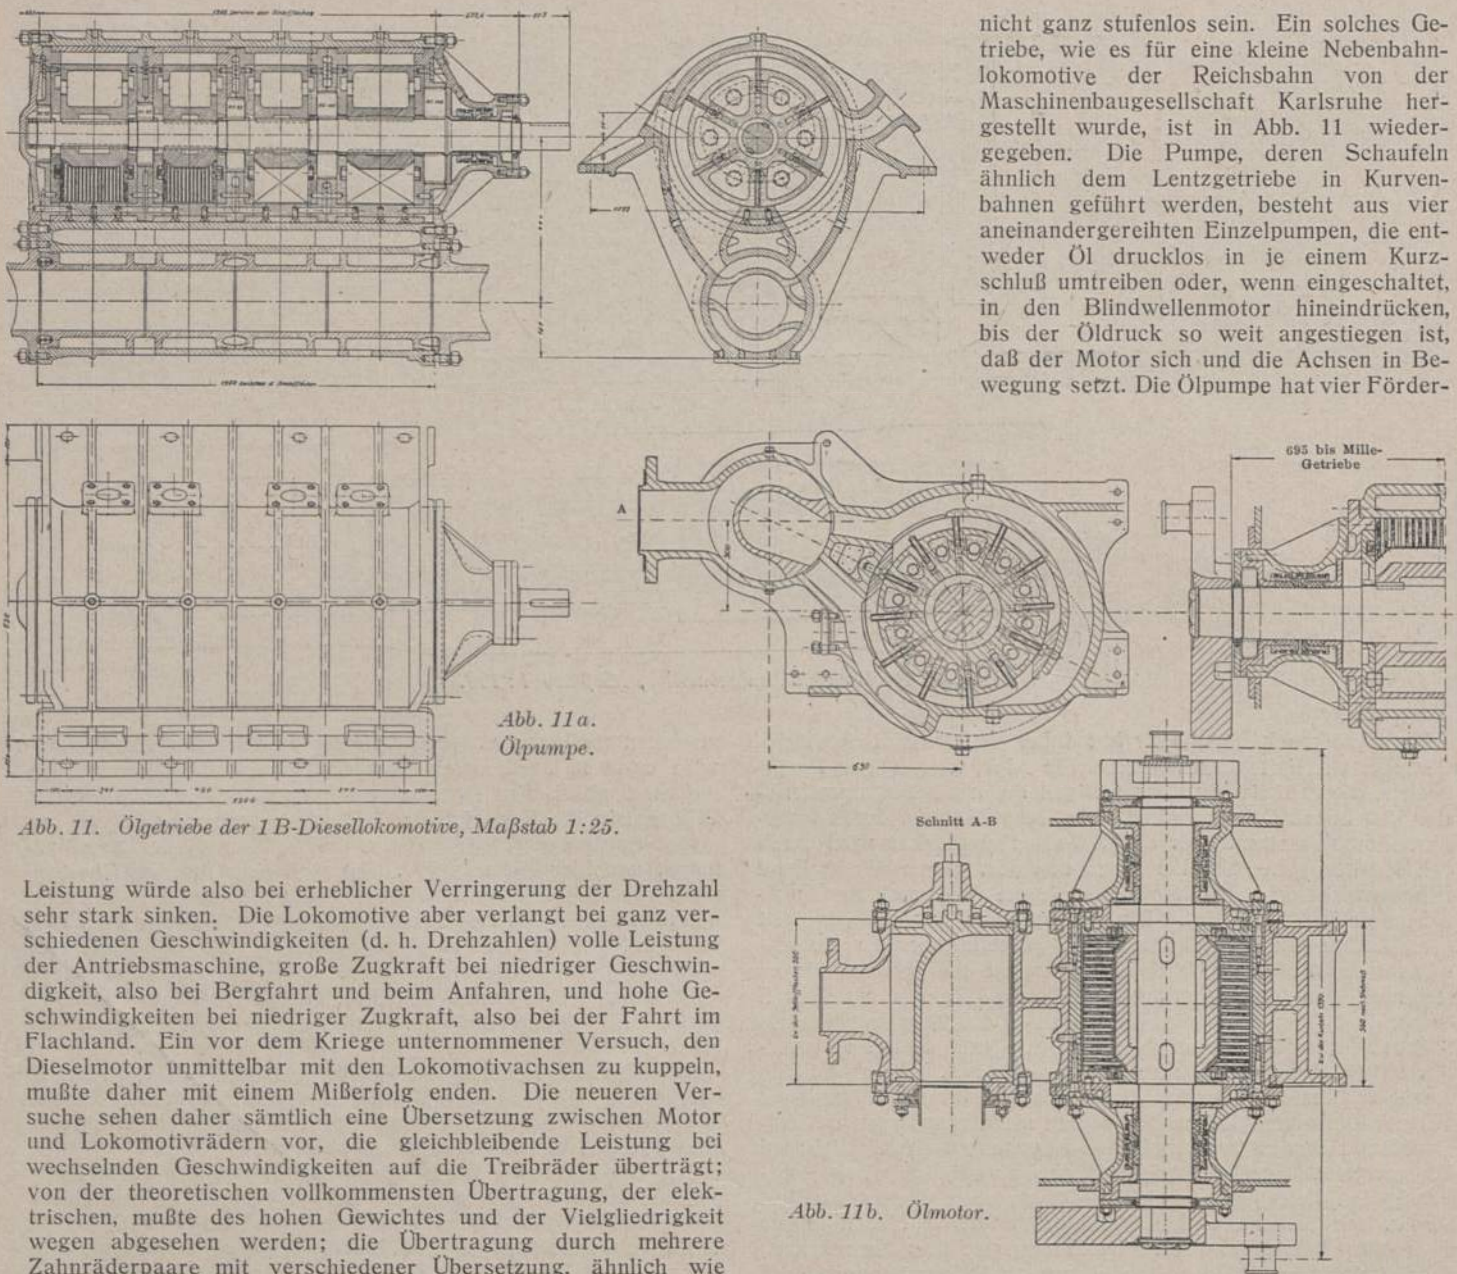 nicht ganz stufenlos sein. Ein solches Ge-
triebe, wie es für eine kleine Nebenbahn-
lokomotive der Reichsbahn von der
Maschinenbaugesellschaft Karlsruhe her-
gestellt wurde, ist in Abb. 11 wieder-
gegeben. Die Pumpe, deren Schaufeln
ähnlich dem Lentzgetriebe in Kurven-
bahnen geführt werden, besteht aus vier
aneinandergereihten Einzelpumpen, die ent-
weder Öl drucklos in je einem Kurz-
schluß umtreiben oder, wenn eingeschaltet,
in den Blindwellenmotor hineindrücken,
bis der Öldruck so weit angestiegen ist,
daß der Motor sich und die Achsen in Be-
wegung setzt. Die Ölpumpe hat vier Förder-
695 bis Mille-
Getriebe
A
Abb. 11a.
Ölpumpe.
630
Abb. 11. Ölgetriebe der 1 B-Diesellokomotive, Maßstab 1:25.
Schnitt A-B
Abb. 11b. Ölmotor.
Leistung würde also bei erheblicher Verringerung der Drehzahl
sehr stark sinken. Die Lokomotive aber verlangt bei ganz ver-
schiedenen Geschwindigkeiten (d. h. Drehzahlen) volle Leistung
der Antriebsmaschine, große Zugkraft bei niedriger Geschwin-
digkeit, also bei Bergfahrt und beim Anfahren, und hohe Ge-
schwindigkeiten bei niedriger Zugkraft, also bei der Fahrt im
Flachland. Ein vor dem Kriege unternommener Versuch, den
Dieselmotor unmittelbar mit den Lokomotivachsen zu kuppeln,
mußte daher mit einem Mißerfolg enden. Die neueren Ver-
suche sehen daher sämtlich eine Übersetzung zwischen Motor
und Lokomotivrädern vor, die gleichbleibende Leistung bei
wechselnden Geschwindigkeiten auf die Treibräder überträgt;
von der theoretischen vollkommensten Übertragung, der elek-
trischen, mußte des hohen Gewichtes und der Vielgliedrigkeit
wegen abgesehen werden; die Übertragung durch mehrere
Zahnräderpaare mit verschiedener Übersetzung, ähnlich wie